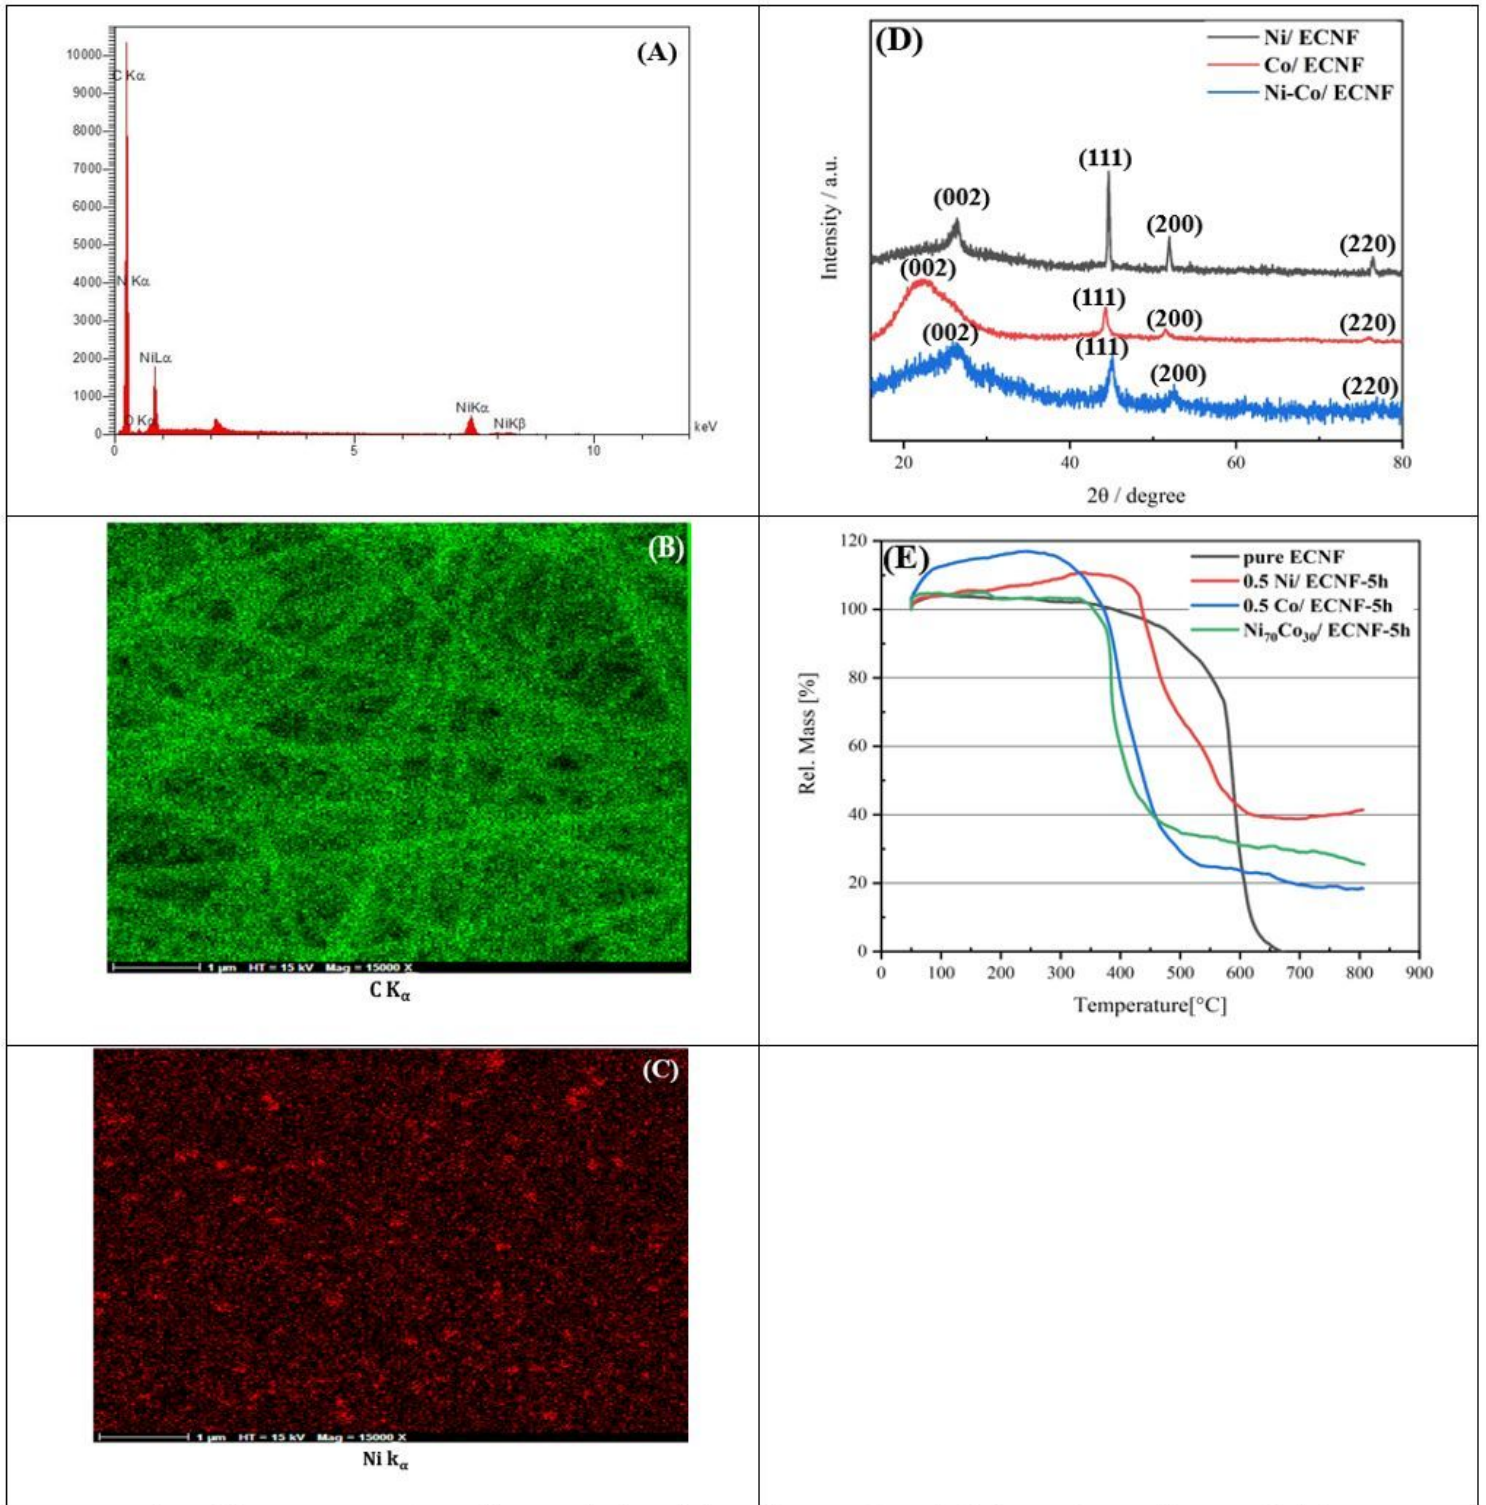 (A)
10000
9000
8000
7000
6000
5000
4000
3000
2000
1000
0
C Kα
N Kα
NiLα
O Kα
NiKα
NiKβ
keV
0 5 10
(D)
Ni/ ECNF
Co/ ECNF
Ni-Co/ ECNF
Intensity / a.u.
(002) (111) (200) (220)
(002) (111) (200) (220)
(002) (111) (200) (220)
20 40 60 80
2θ / degree
(B)
1 µm HT = 15 kV Mag = 15000 X
C Kα
(E)
pure ECNF
0.5 Ni/ ECNF-5h
0.5 Co/ ECNF-5h
Ni70Co30/ ECNF-5h
Rel. Mass [%]
120
100
80
60
40
20
0
0 100 200 300 400 500 600 700 800 900
Temperature[°C]
(C)
1 µm HT = 15 kV Mag = 15000 X
Ni kα